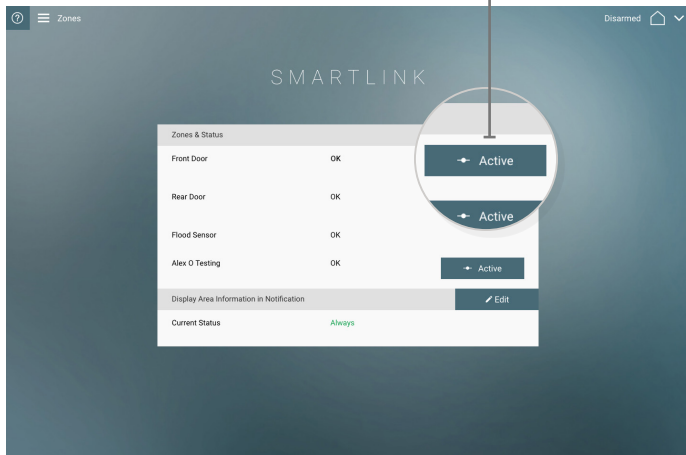 ? Zones Disarmed
SMARTLINK
Zones & Status
Front Door OK Active
Rear Door OK Active
Flood Sensor OK
Alex O Testing OK Active
Display Area Information in Notification Edit
Current Status Always